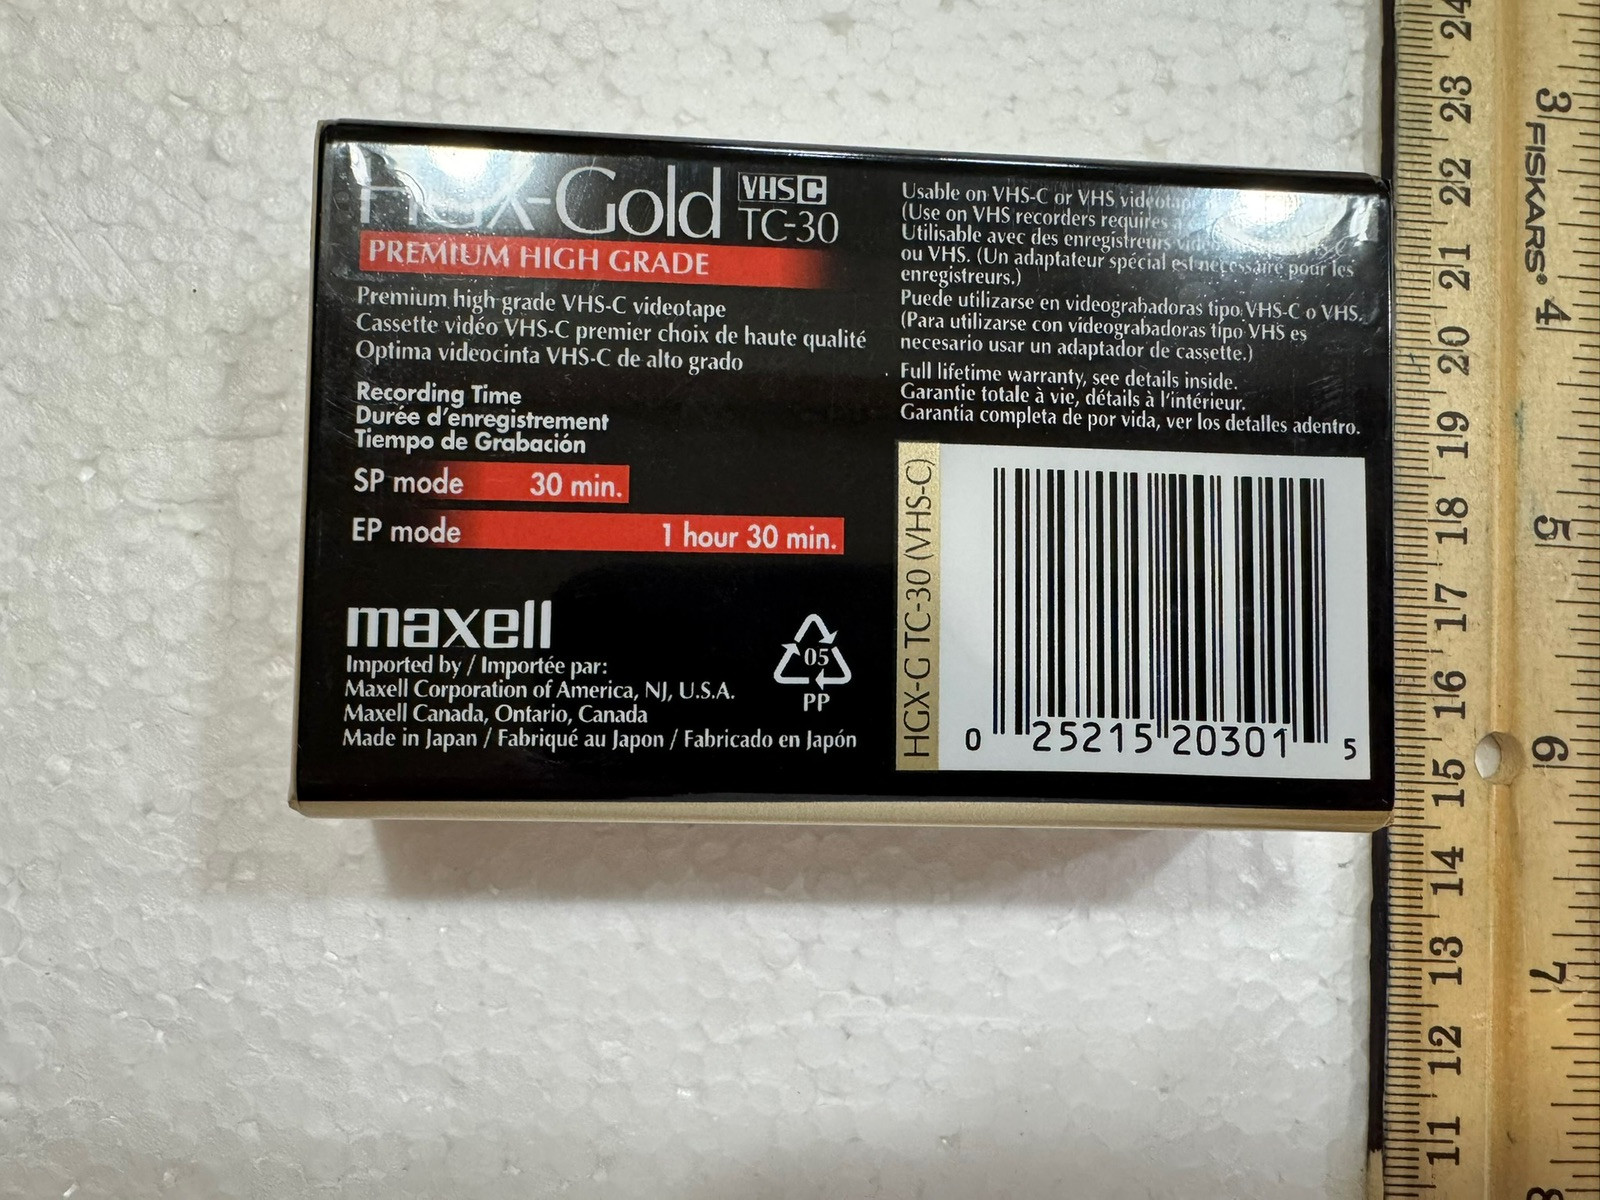 HGX-Gold VHS C
TC-30
PREMIUM HIGH GRADE
Premium high grade VHS-C videotape
Cassette vidéo VHS-C premier choix de haute qualité
Optima videocinta VHS-C de alto grado
Recording Time
Durée d'enregistrement
Tiempo de Grabación
SP mode 30 min.
EP mode 1 hour 30 min.
maxell
Imported by / Importée par:
Maxell Corporation of America, NJ, U.S.A.
Maxell Canada, Ontario, Canada
Made in Japan / Fabriqué au Japon / Fabricado en Japón
05
PP
Usable on VHS-C or VHS
(Use on VHS recorders requires a
Utilisable avec des enregistreurs
ou VHS. (Un adaptateur spécial est nécessaire pour les
enregistreurs.)
Puede utilizarse en videograbadoras tipo VHS-C o VHS.
(Para utilizarse con videograbadoras tipo VHS es
necesario usar un adaptador de cassette.)
Full lifetime warranty, see details inside.
Garantie totale à vie, détails à l'intérieur.
Garantia completa de por vida, ver los detalles adentro.
HGX-G TC-30 (VHS-C)
0 25215 20301 5
24 23 22 21 20 19 18 17 16 15 14 13 12 11
3 FISKARS® 4 5 6 7 8